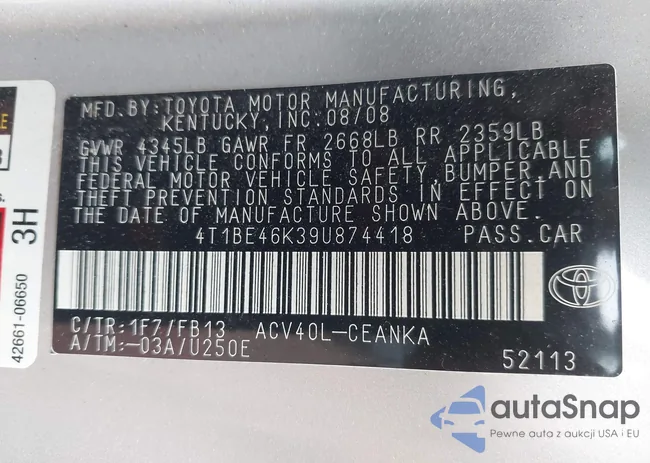 MFD.BY:TOYOTA MOTOR MANUFACTURING,
KENTUCKY,INC.08/08
GVWR 4345LB GAWR FR 2668LB RR 2359LB
THIS VEHICLE CONFORMS TO ALL APPLICABLE
FEDERAL MOTOR VEHICLE SAFETY,BUMPER,AND
THEFT PREVENTION STANDARDS IN EFFECT ON
THE DATE OF MANUFACTURE SHOWN ABOVE.
4T1BE46K39U874418 PASS.CAR
C/TR:1F7/FB13 ACV40L-CEANKA
A/TM:-03A/U250E
52113
3H
42661-06650
autaSnap
Pewne auta z aukcji USA i EU